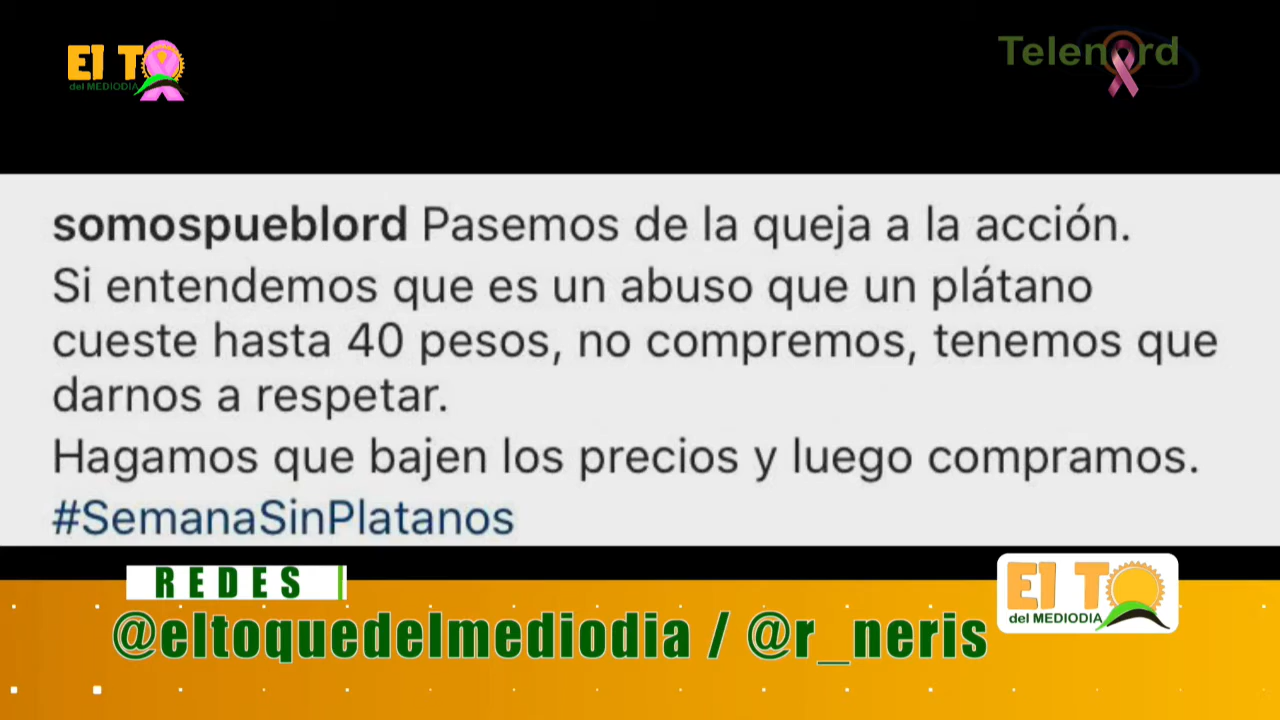 El TO
del MEDIODIA
Telenord
somospueblord Pasemos de la queja a la acción.
Si entendemos que es un abuso que un plátano
cueste hasta 40 pesos, no compremos, tenemos que
darnos a respetar.
Hagamos que bajen los precios y luego compramos.
#SemanaSinPlatanos
REDES
@eltoquedelmediodia / @r_neris
El TO
del MEDIODIA